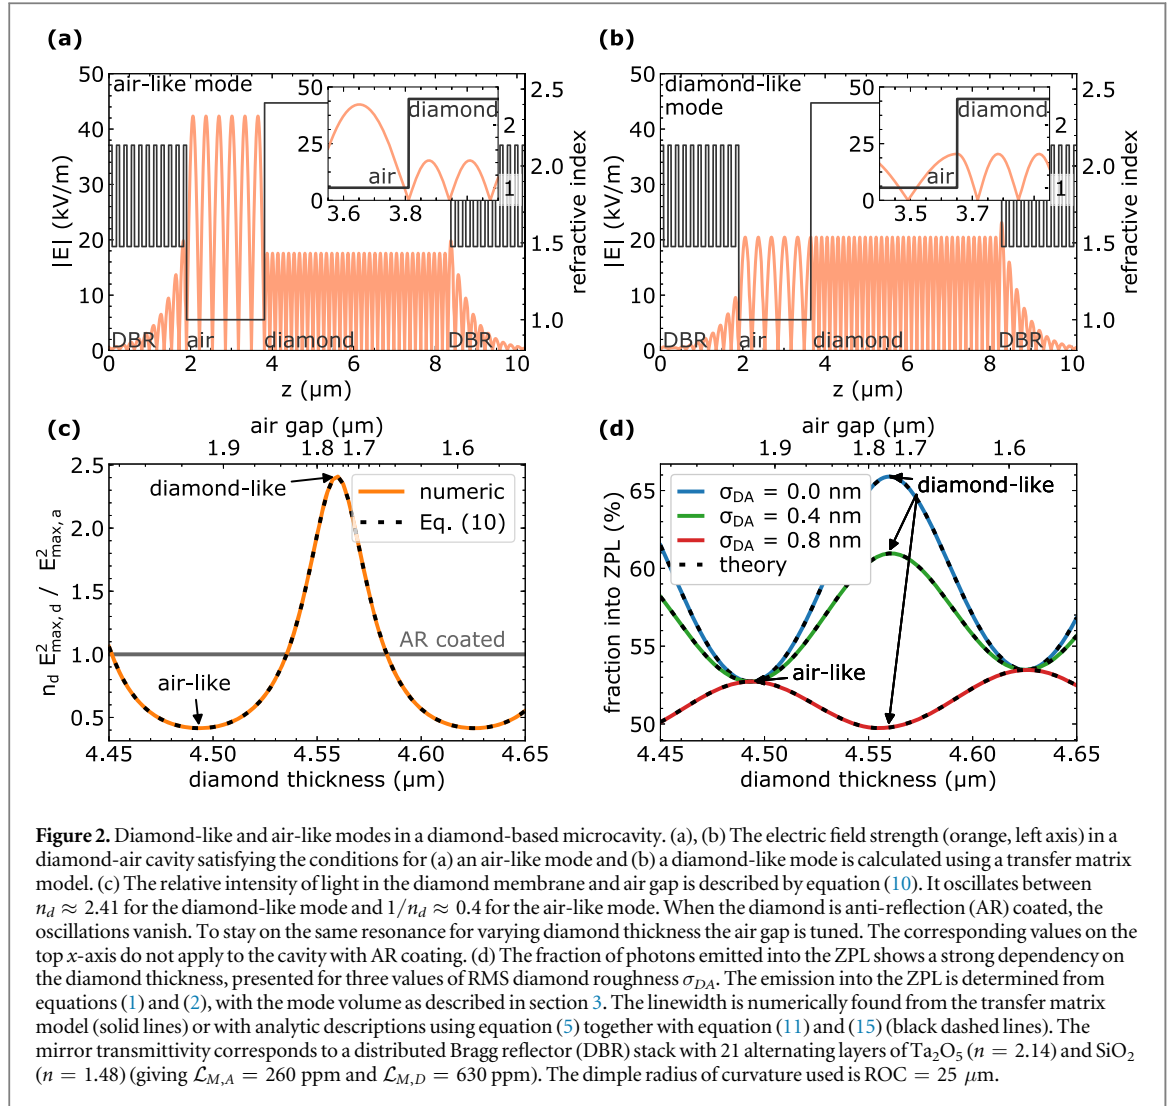 (a)
(b)
air-like mode
diamond-like
mode
50
40
30
20
10
0
|E| (kV/m)
50
25
0
3.6
3.8
air
diamond
2
1
2.5
2.0
1.5
1.0
refractive index
DBR
air
diamond
DBR
0
2
4
6
8
10
z (μm)
50
40
30
20
10
0
|E| (kV/m)
50
25
0
3.5
3.7
air
diamond
2
1
2.5
2.0
1.5
1.0
refractive index
DBR
air
diamond
DBR
0
2
4
6
8
10
z (μm)
(c)
air gap (μm)
1.9
1.8
1.7
1.6
2.5
2.0
1.5
1.0
0.5
n_d E²_max,d / E²_max,a
diamond-like
numeric
Eq. (10)
AR coated
air-like
4.45
4.50
4.55
4.60
4.65
diamond thickness (μm)
(d)
air gap (μm)
1.9
1.8
1.7
1.6
65
60
55
50
fraction into ZPL (%)
σ_DA = 0.0 nm
σ_DA = 0.4 nm
σ_DA = 0.8 nm
theory
diamond-like
air-like
4.45
4.50
4.55
4.60
4.65
diamond thickness (μm)
Figure 2. Diamond-like and air-like modes in a diamond-based microcavity. (a), (b) The electric field strength (orange, left axis) in a
diamond-air cavity satisfying the conditions for (a) an air-like mode and (b) a diamond-like mode is calculated using a transfer matrix
model. (c) The relative intensity of light in the diamond membrane and air gap is described by equation (10). It oscillates between
n_d ≈ 2.41 for the diamond-like mode and 1/n_d ≈ 0.4 for the air-like mode. When the diamond is anti-reflection (AR) coated, the
oscillations vanish. To stay on the same resonance for varying diamond thickness the air gap is tuned. The corresponding values on the
top x-axis do not apply to the cavity with AR coating. (d) The fraction of photons emitted into the ZPL shows a strong dependency on
the diamond thickness, presented for three values of RMS diamond roughness σ_DA. The emission into the ZPL is determined from
equations (1) and (2), with the mode volume as described in section 3. The linewidth is numerically found from the transfer matrix
model (solid lines) or with analytic descriptions using equation (5) together with equation (11) and (15) (black dashed lines). The
mirror transmittivity corresponds to a distributed Bragg reflector (DBR) stack with 21 alternating layers of Ta₂O₅ (n = 2.14) and SiO₂
(n = 1.48) (giving ℒ_M,A = 260 ppm and ℒ_M,D = 630 ppm). The dimple radius of curvature used is ROC = 25 μm.